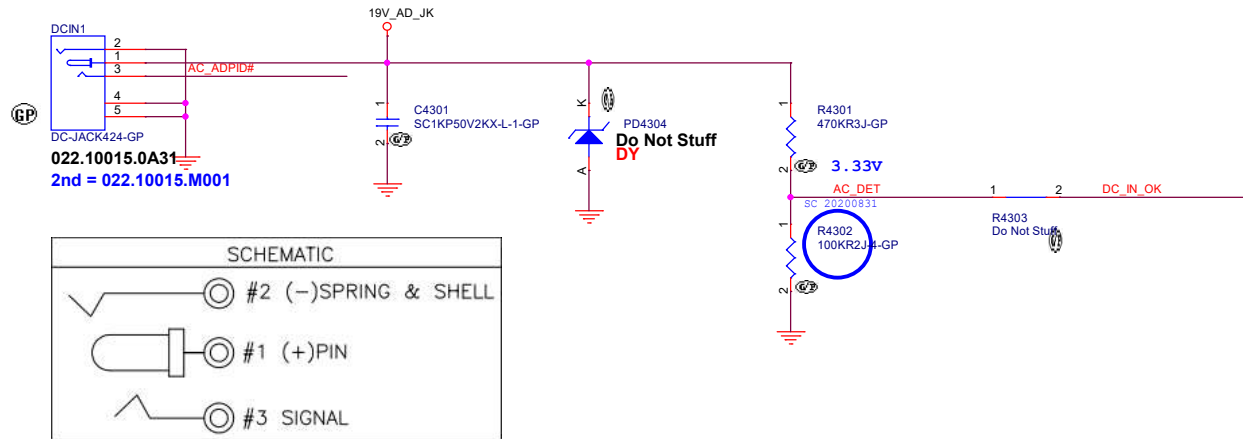 19V_AD_JK
DCIN1
2
1
3
4
5
AC_ADPID#
GP
DC-JACK424-GP
022.10015.0A31
2nd = 022.10015.M001
1
C4301
SC1KP50V2KX-L-1-GP
2
K
PD4304
Do Not Stuff
DY
A
1
R4301
470KR3J-GP
2
3.33V
AC_DET
SC 20200831
1
2
DC_IN_OK
R4303
Do Not Stuff
1
R4302
100KR2J-4-GP
2
SCHEMATIC
#2 (-)SPRING & SHELL
#1 (+)PIN
#3 SIGNAL